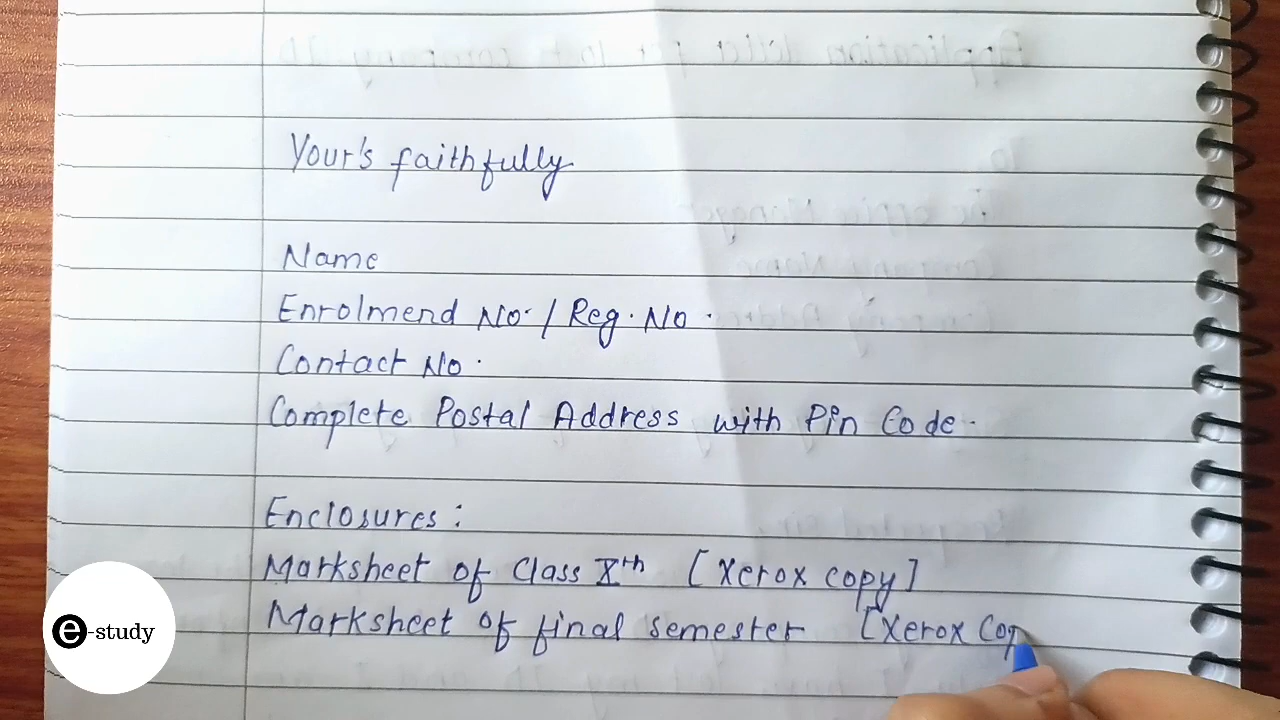 Your's faithfully
Name
Enrolmend No. / Reg. No.
Contact No.
Complete Postal Address with Pin Code.
Enclosures :
Marksheet of Class Xth [Xerox copy]
Marksheet of final semester [Xerox Cop
e-study